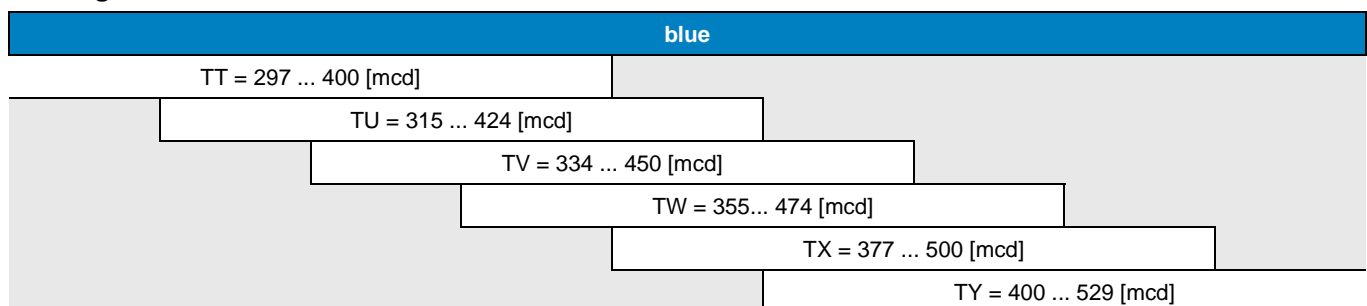 blue
TT = 297 ... 400 [mcd]
TU = 315 ... 424 [mcd]
TV = 334 ... 450 [mcd]
TW = 355... 474 [mcd]
TX = 377 ... 500 [mcd]
TY = 400 ... 529 [mcd]